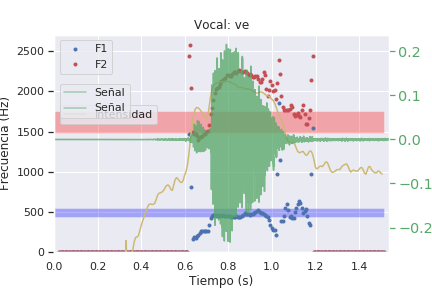 Vocal: ve
Frecuencia (Hz)
2500
2000
1500
1000
500
0
F1
F2
Señal
Señal
Intensidad
0.2
0.1
0.0
−0.1
−0.2
0.0 0.2 0.4 0.6 0.8 1.0 1.2 1.4
Tiempo (s)